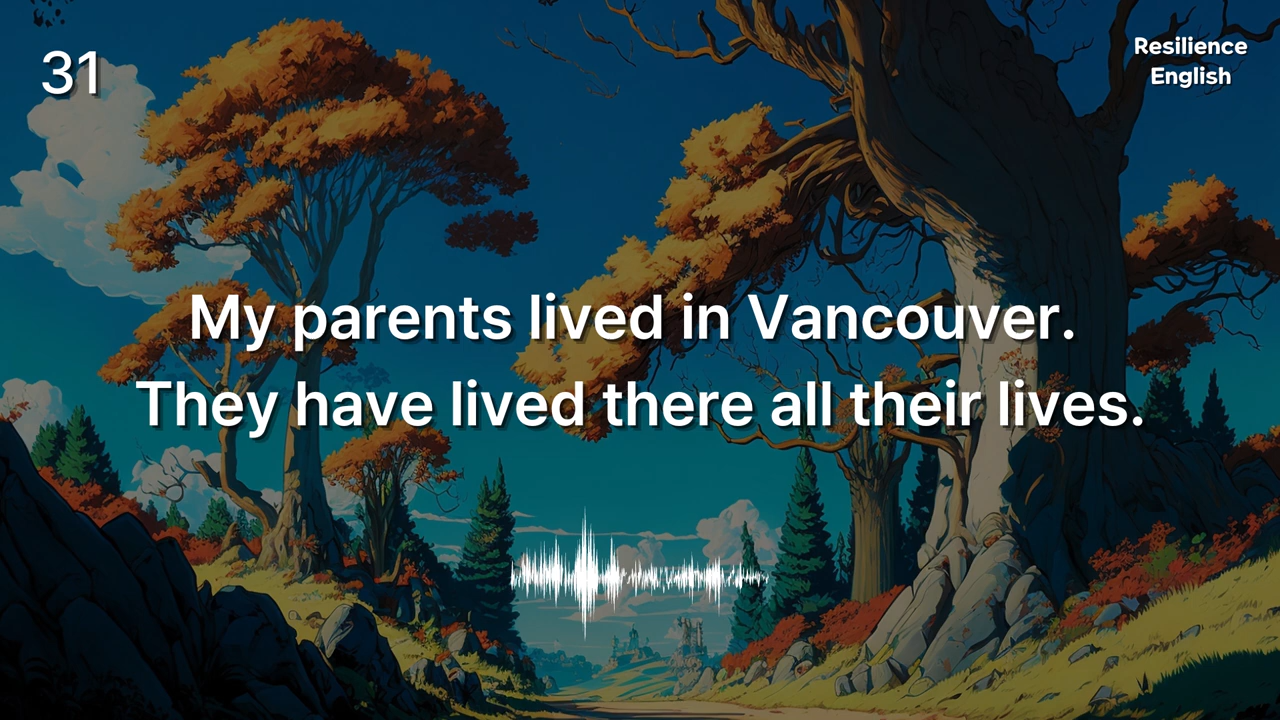 31
Resilience
English
My parents lived in Vancouver.
They have lived there all their lives.